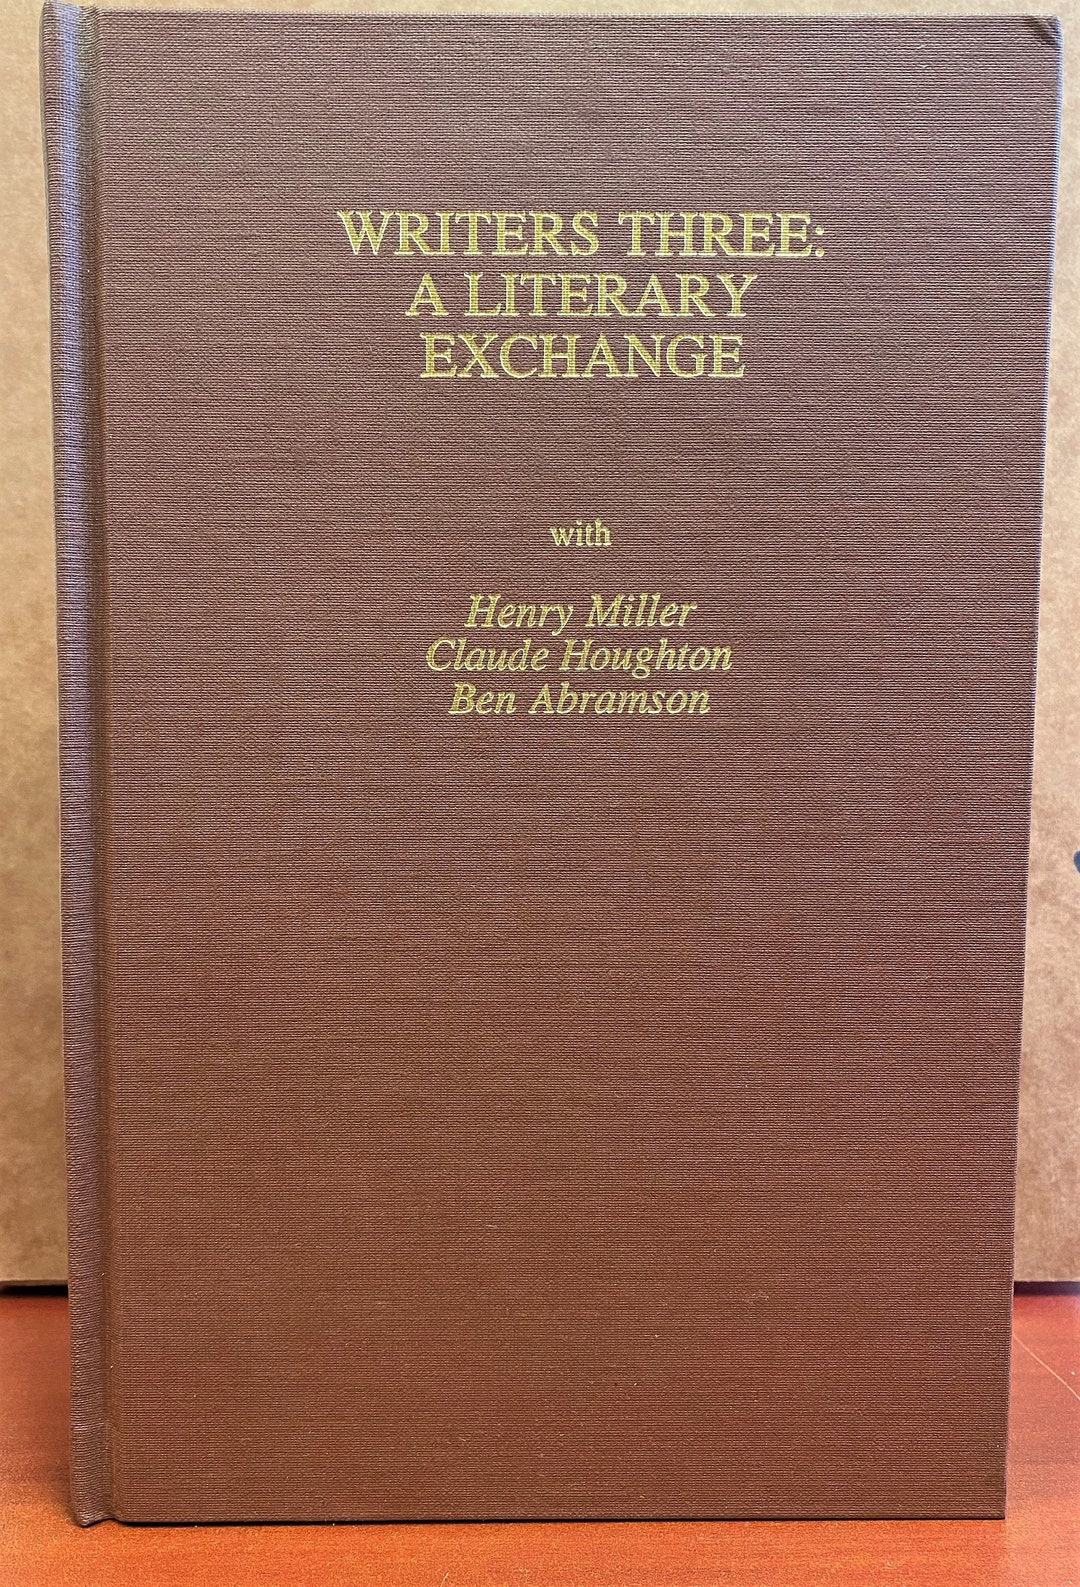 WRITERS THREE:
A LITERARY
EXCHANGE
with
Henry Miller
Claude Houghton
Ben Abramson